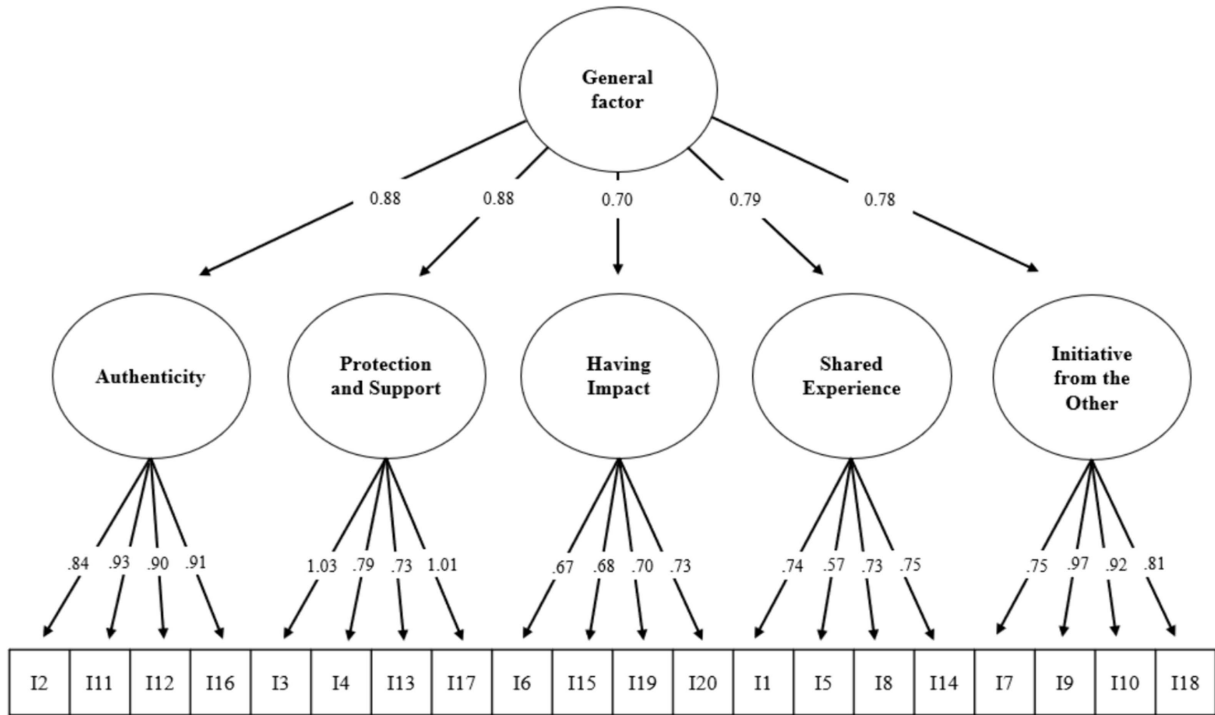 General
factor
0.88 0.88 0.70 0.79 0.78
Authenticity
Protection
and Support
Having
Impact
Shared
Experience
Initiative
from the
Other
.84 .93 .90 .91 1.03 .79 .73 1.01 .67 .68 .70 .73 .74 .57 .73 .75 .75 .97 .92 .81
I2 I11 I12 I16 I3 I4 I13 I17 I6 I15 I19 I20 I1 I5 I8 I14 I7 I9 I10 I18